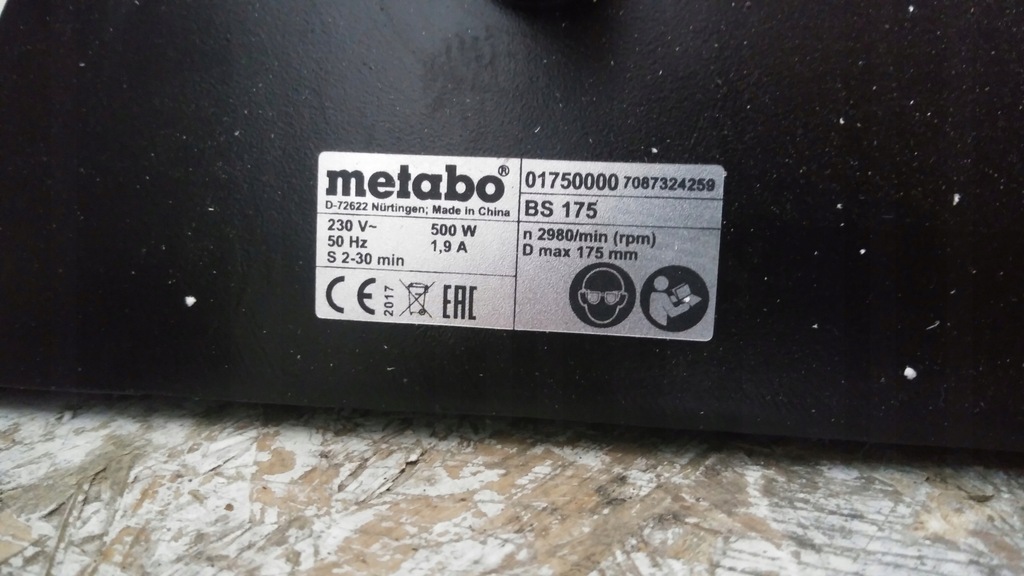 metabo®
D-72622 Nürtingen; Made in China
230 V~ 500 W
50 Hz 1,9 A
S 2-30 min
CE 2017 EAC
01750000 7087324259
BS 175
n 2980/min (rpm)
D max 175 mm